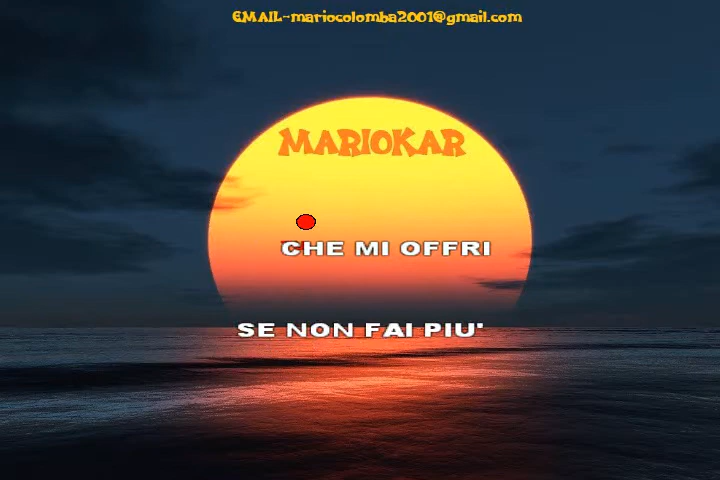 EMAIL-mariocolomba2001@gmail.com
MARIOKAR
CHE MI OFFRI
SE NON FAI PIU'